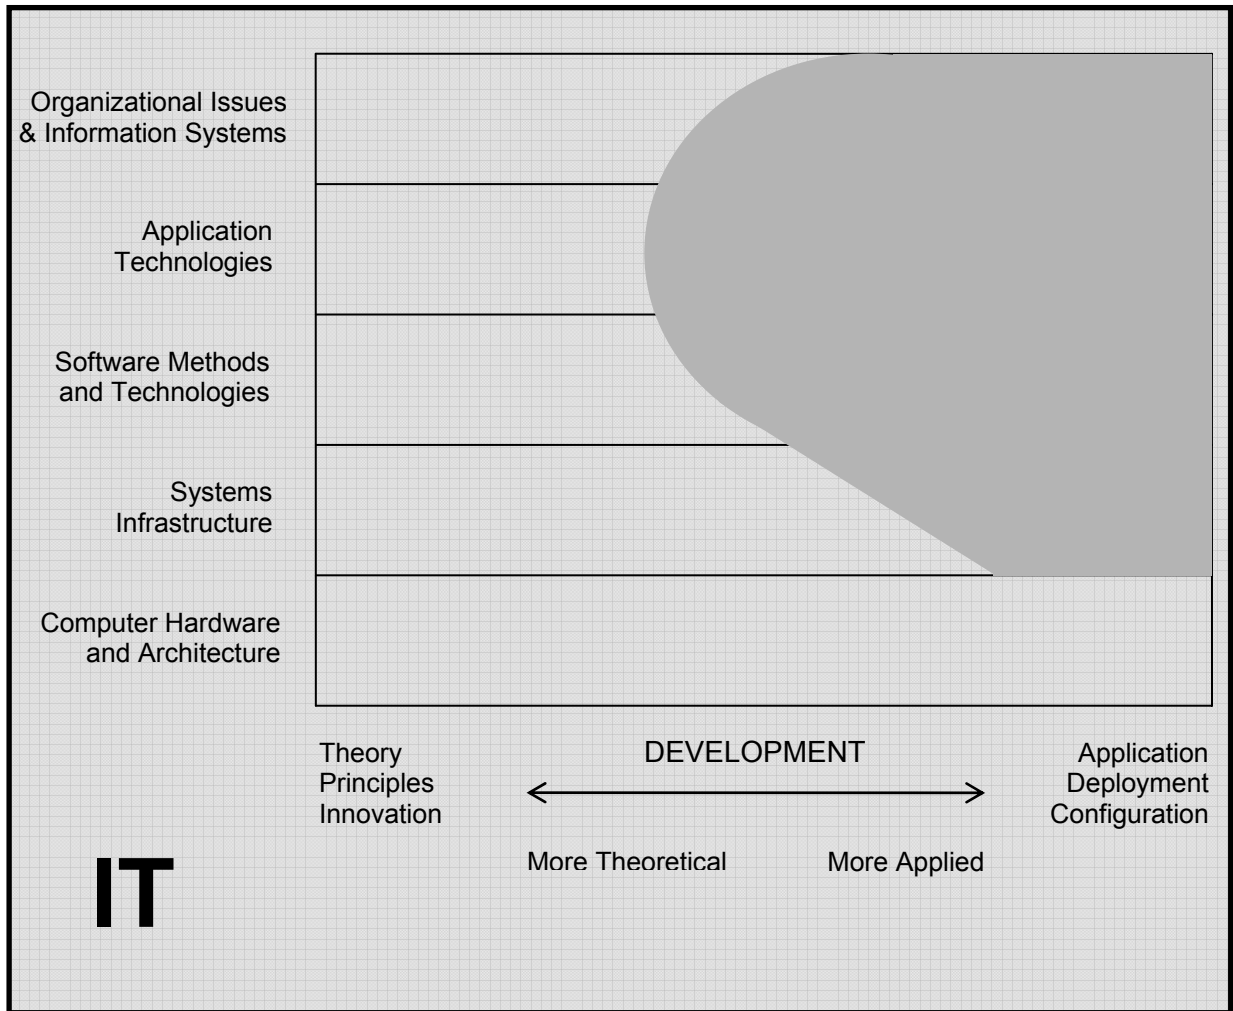 Organizational Issues
& Information Systems
Application
Technologies
Software Methods
and Technologies
Systems
Infrastructure
Computer Hardware
and Architecture
Theory
Principles
Innovation
DEVELOPMENT
Application
Deployment
Configuration
More Theoretical
More Applied
IT